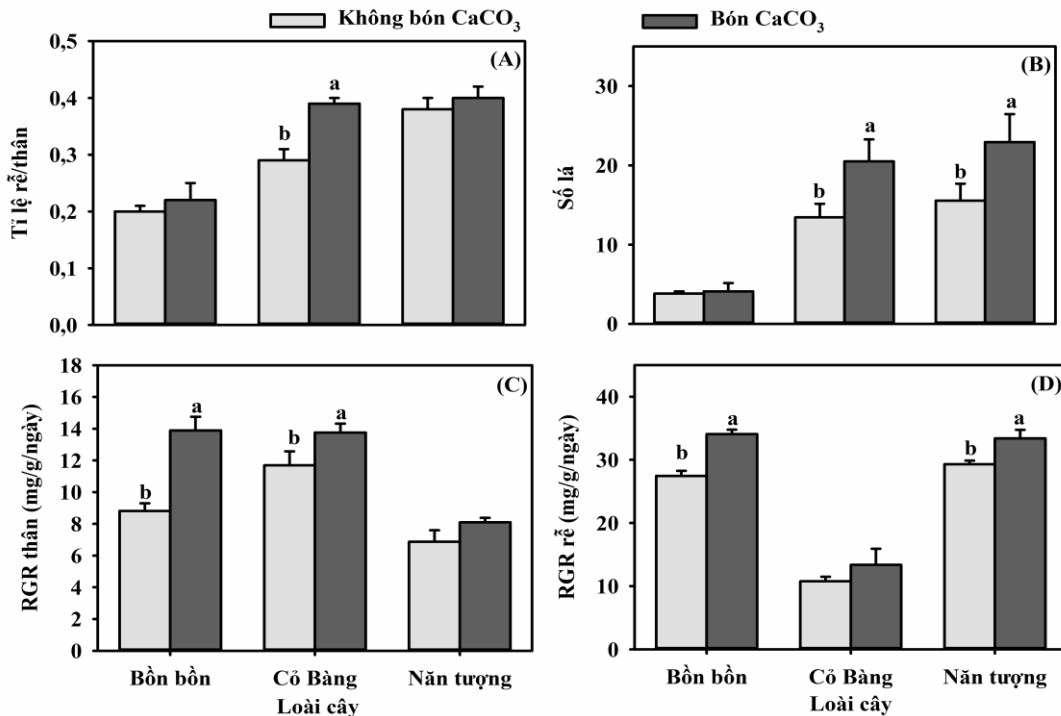 Không bón CaCO3
Bón CaCO3
(A)
Tỉ lệ rễ/thân
0,5
0,4
0,3
0,2
0,1
0,0
b
a
(B)
Số lá
30
20
10
0
b
a
b
a
(C)
RGR thân (mg/g/ngày)
18
16
14
12
10
8
6
4
2
0
b
a
b
a
Bồn bồn
Cỏ Bàng
Năn tượng
Loài cây
(D)
RGR rễ (mg/g/ngày)
40
30
20
10
0
b
a
b
a
Bồn bồn
Cỏ Bàng
Năn tượng
Loài cây